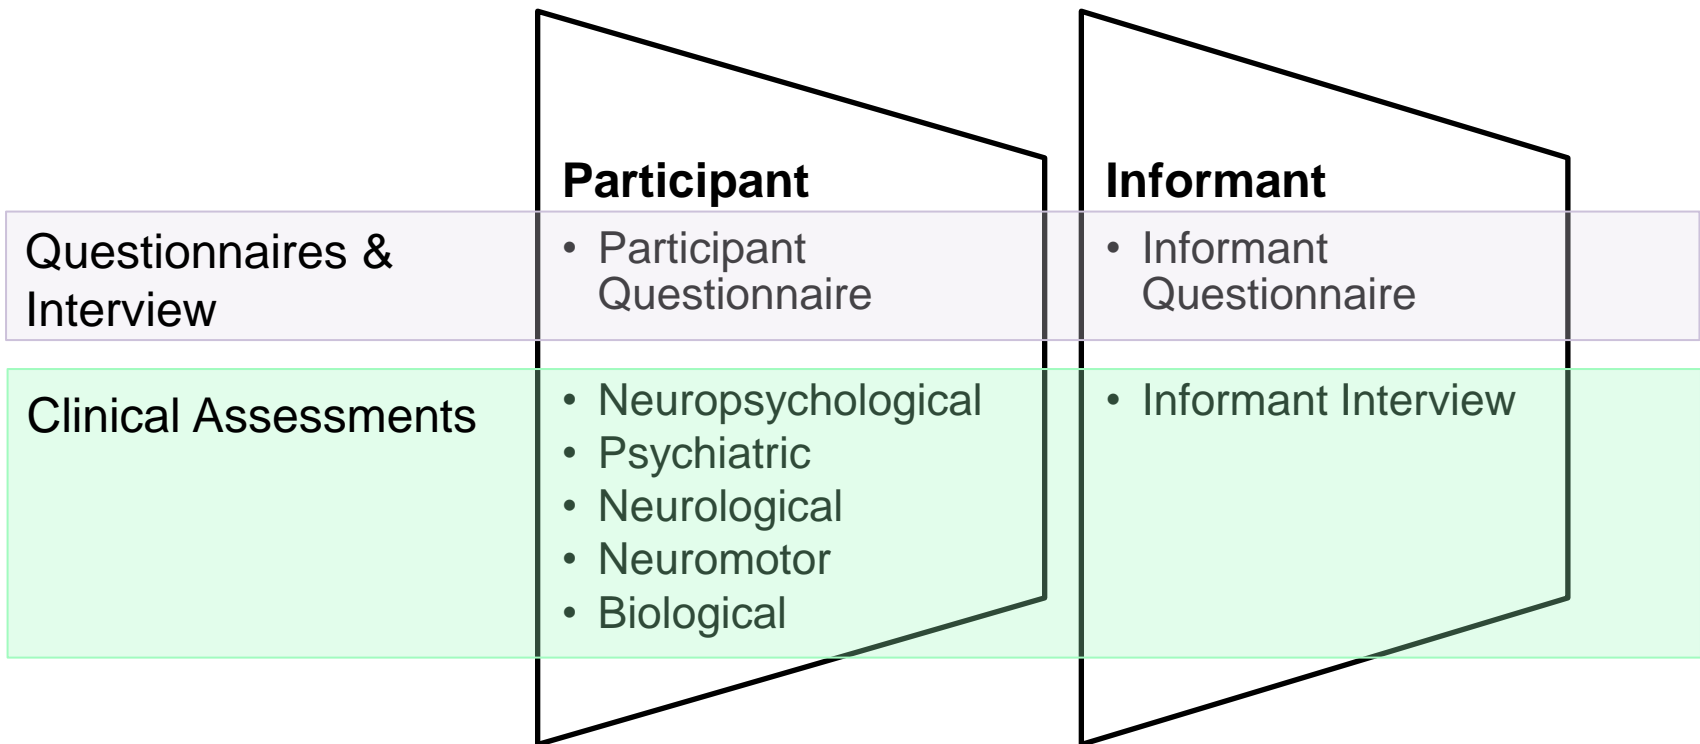 Participant
Informant
Questionnaires &
Interview
• Participant
Questionnaire
• Informant
Questionnaire
Clinical Assessments
• Neuropsychological
• Psychiatric
• Neurological
• Neuromotor
• Biological
• Informant Interview